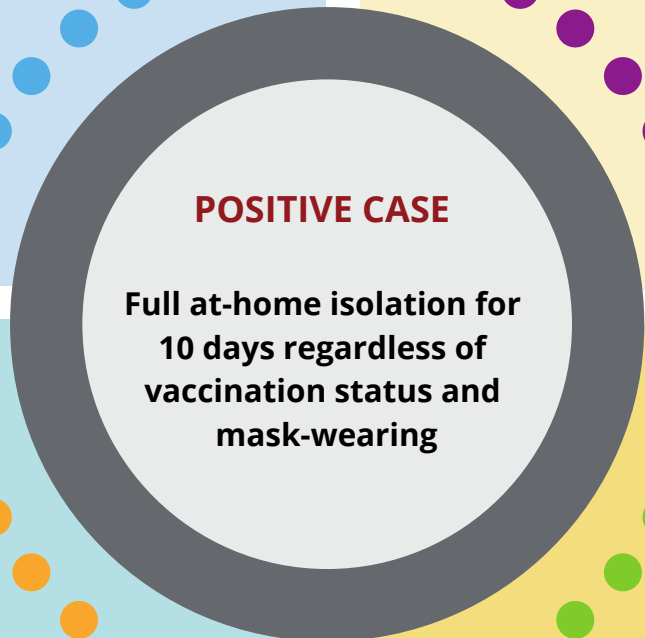 POSITIVE CASE
Full at-home isolation for
10 days regardless of
vaccination status and
mask-wearing